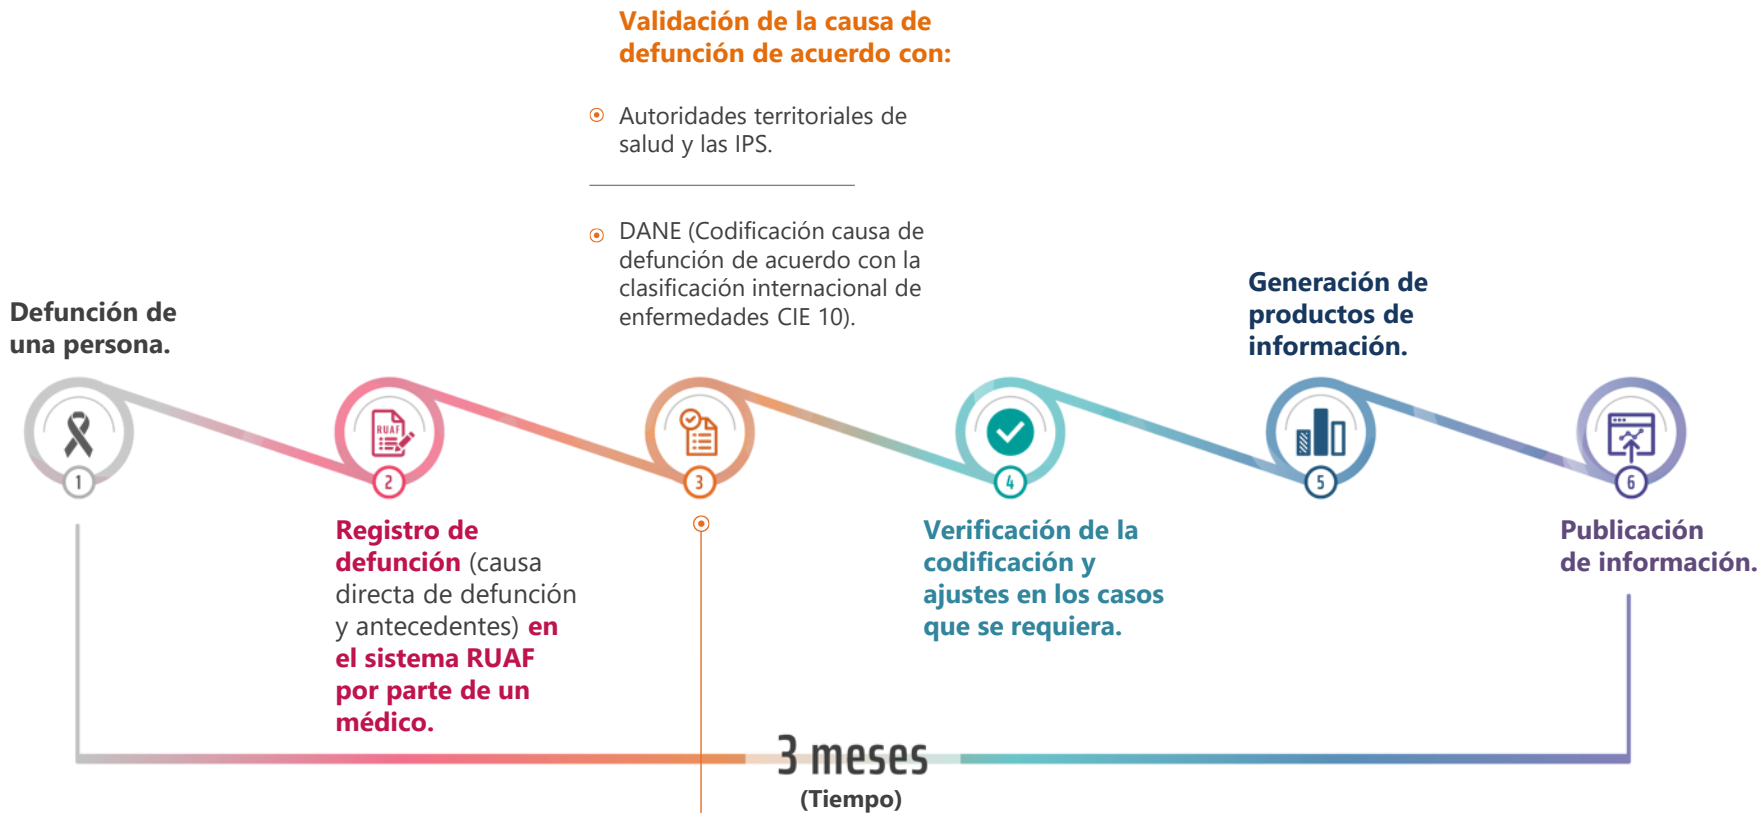 Validación de la causa de
defunción de acuerdo con:
Autoridades territoriales de
salud y las IPS.
DANE (Codificación causa de
defunción de acuerdo con la
clasificación internacional de
enfermedades CIE 10).
Defunción de
una persona.
Generación de
productos de
información.
RUAF
1
2
3
4
5
6
Registro de
defunción (causa
directa de defunción
y antecedentes) en
el sistema RUAF
por parte de un
médico.
Verificación de la
codificación y
ajustes en los casos
que se requiera.
Publicación
de información.
3 meses
(Tiempo)